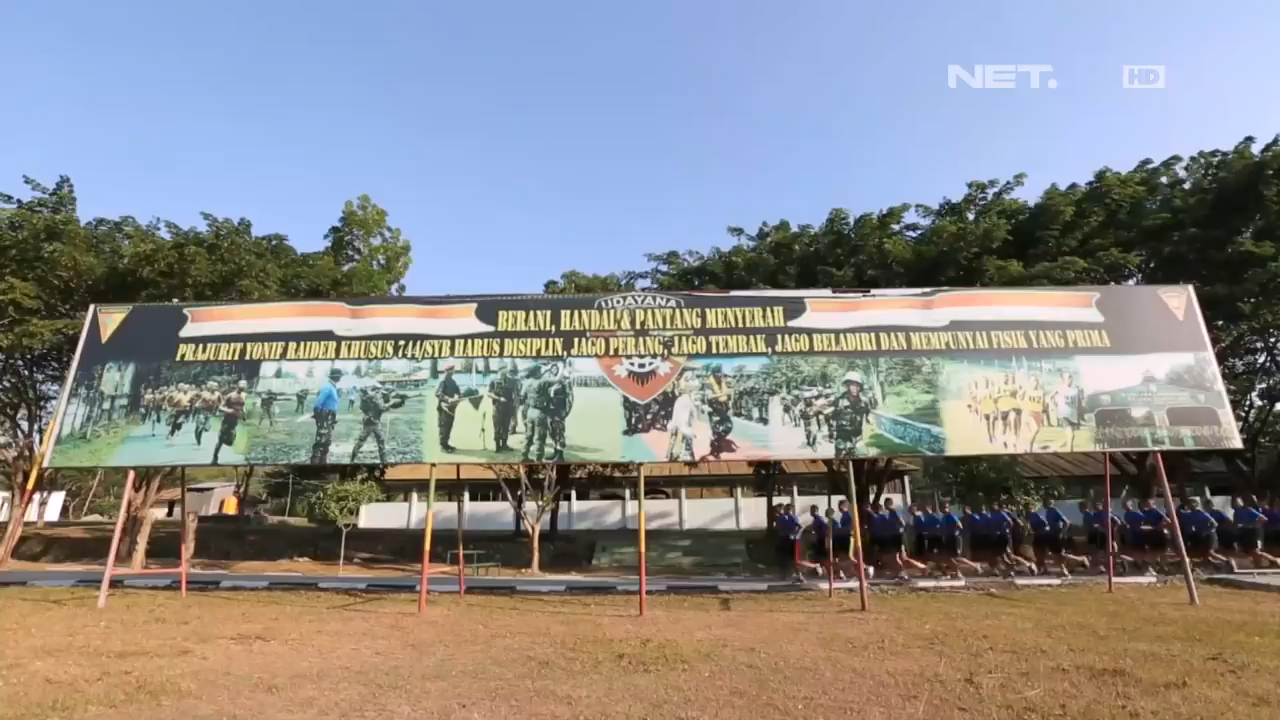 NET. HD
UDAYANA
BERANI, HANDAL & PANTANG MENYERAH
PRAJURIT YONIF RAIDER KHUSUS 744/SYB HARUS DISIPLIN, JAGO PERANG, JAGO TEMBAK, JAGO BELADIRI DAN MEMPUNYAI FISIK YANG PRIMA